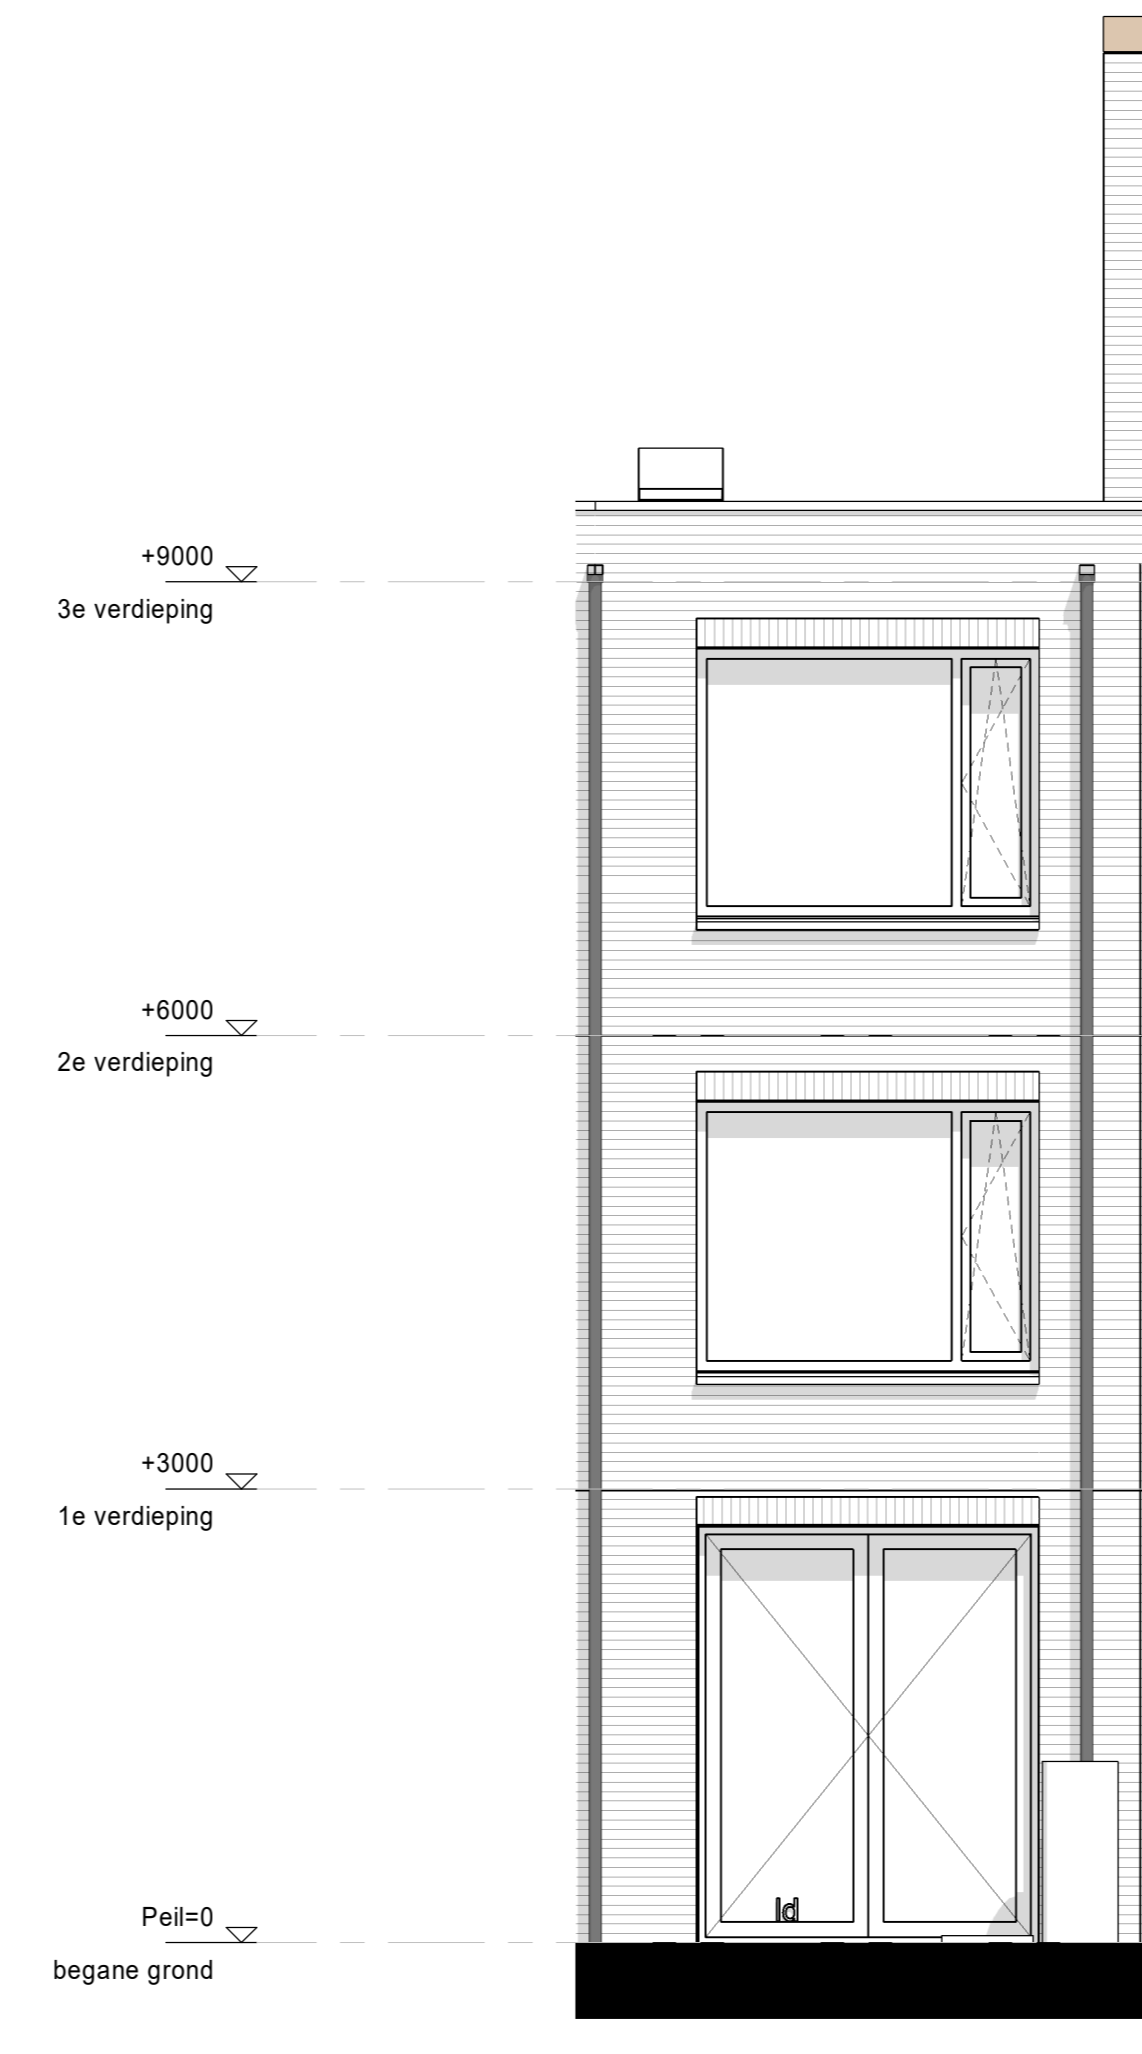 +9000
3e verdieping
+6000
2e verdieping
+3000
1e verdieping
ld
Peil=0
begane grond